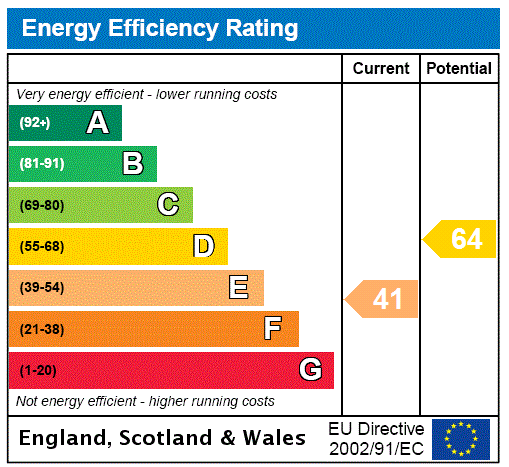 Energy Efficiency Rating
Current Potential
Very energy efficient - lower running costs
(92+) A
(81-91) B
(69-80) C
(55-68) D
64
(39-54) E
41
(21-38) F
(1-20) G
Not energy efficient - higher running costs
England, Scotland & Wales
EU Directive
2002/91/EC